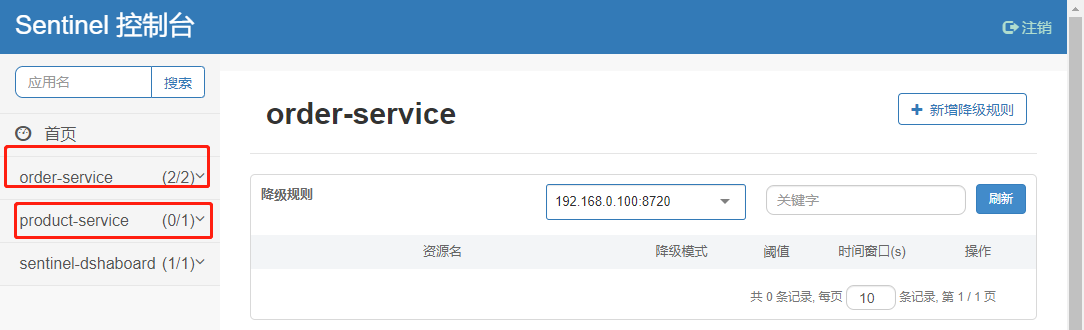 Sentinel 控制台
注销
应用名
搜索
首页
order-service (2/2)
product-service (0/1)
sentinel-dshaboard (1/1)
order-service
新增降级规则
降级规则
192.168.0.100:8720
关键字
刷新
资源名 降级模式 阈值 时间窗口(s) 操作
共 0 条记录, 每页 10 条记录, 第 1 / 1 页